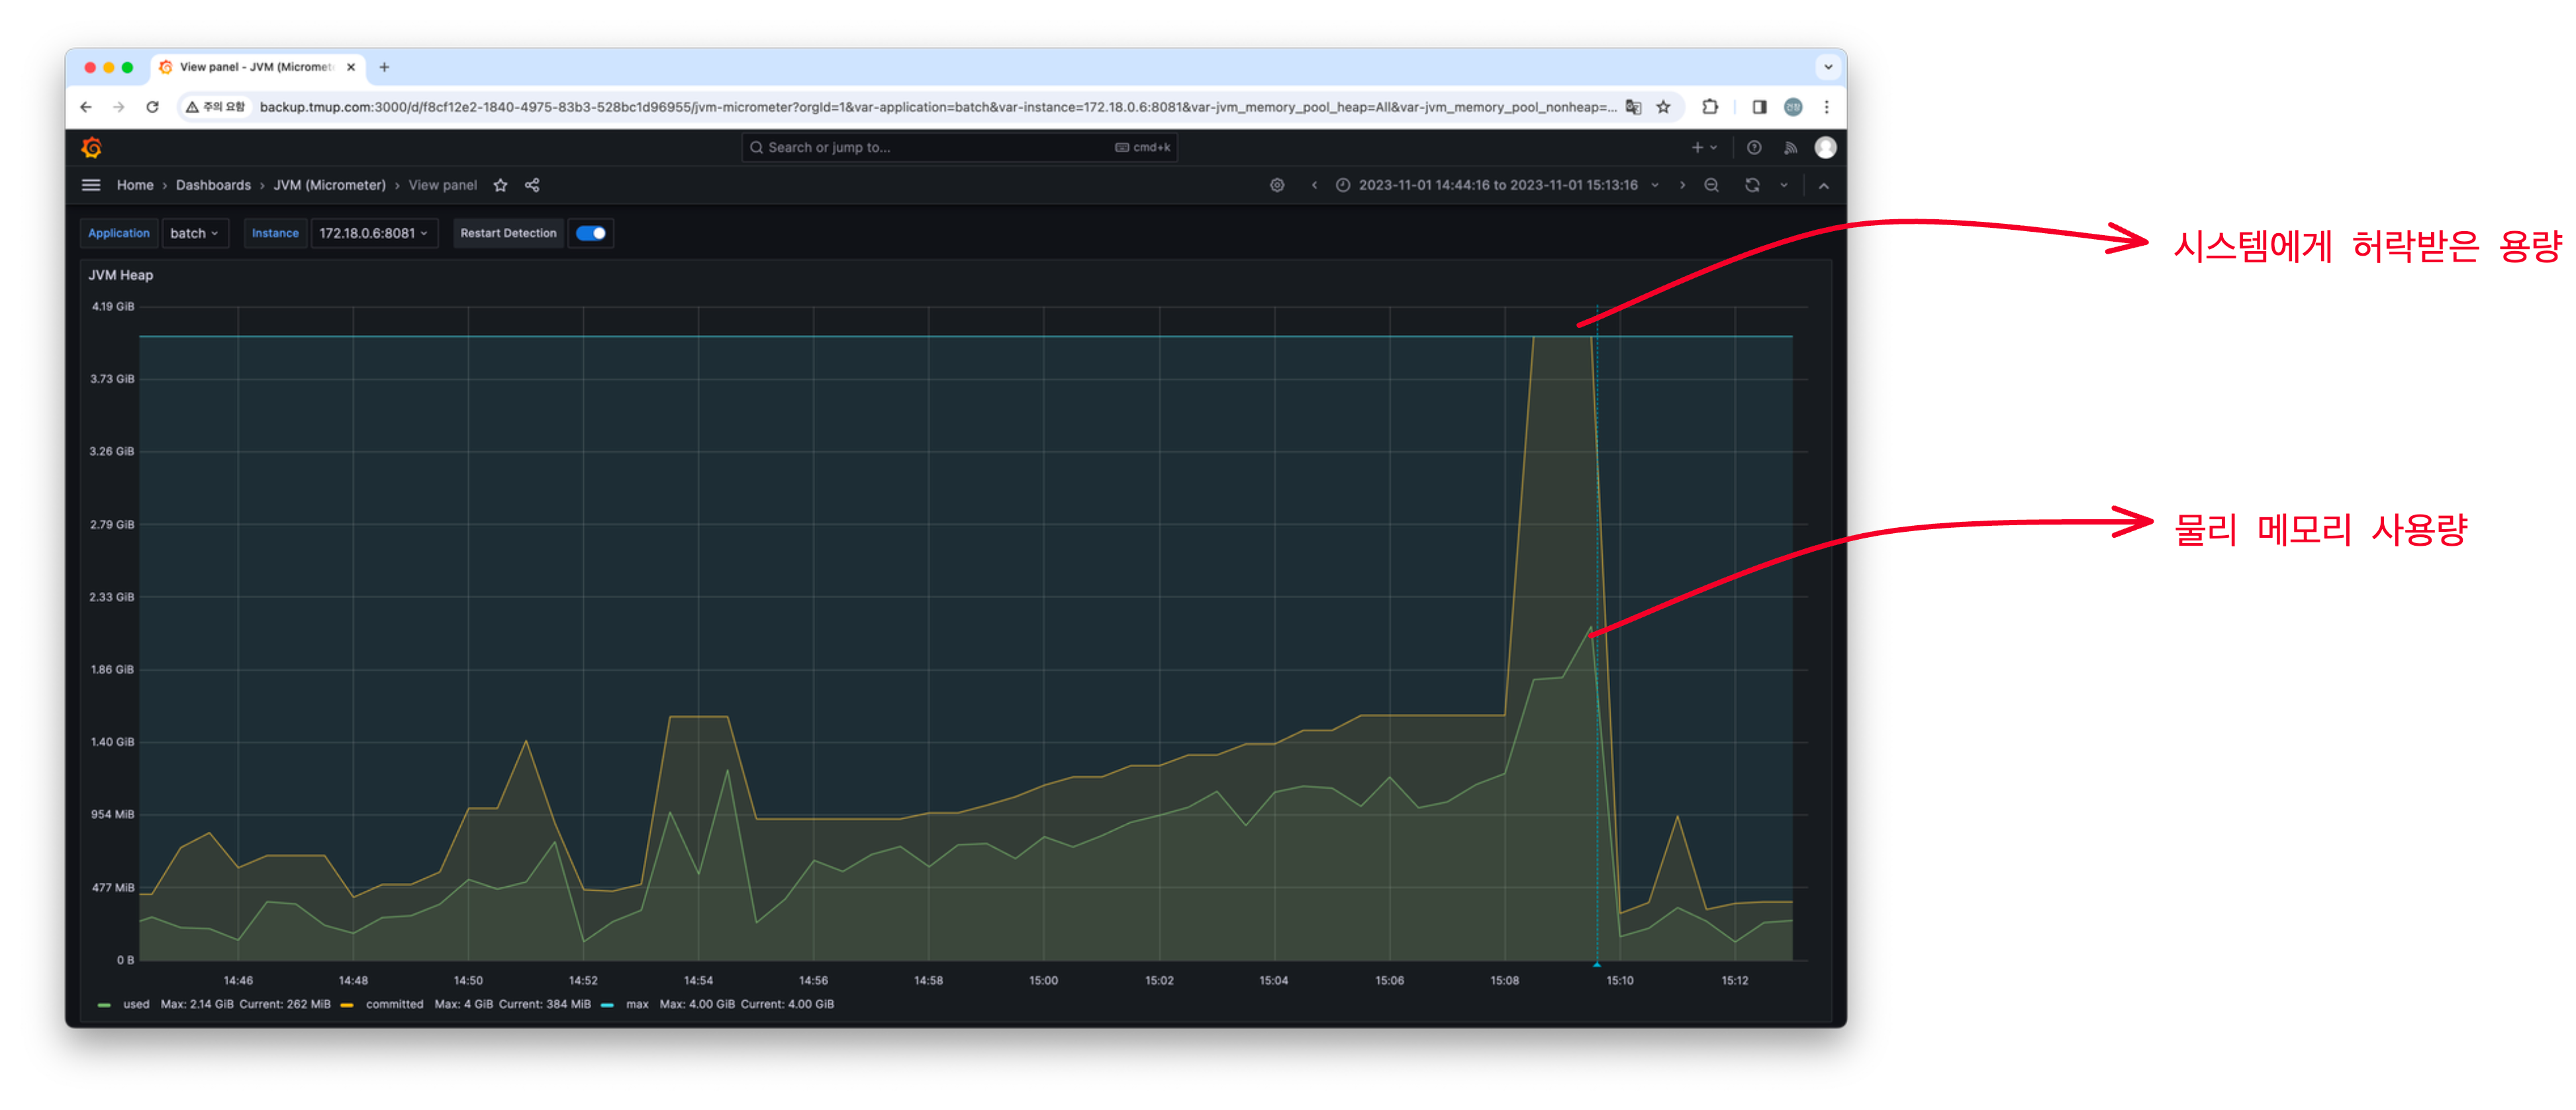 View panel - JVM (Micromet
주의 요함 backup.tmup.com:3000/d/f8cf12e2-1840-4975-83b3-528bc1d96955/jvm-micrometer?orgId=1&var-application=batch&var-instance=172.18.0.6:8081&var-jvm_memory_pool_heap=All&var-jvm_memory_pool_nonheap=...
Search or jump to... cmd+k
Home › Dashboards › JVM (Micrometer) › View panel
2023-11-01 14:44:16 to 2023-11-01 15:13:16
Application batch Instance 172.18.0.6:8081 Restart Detection
시스템에게 허락받은 용량
JVM Heap
4.19 GiB
3.73 GiB
3.26 GiB
2.79 GiB
물리 메모리 사용량
2.33 GiB
1.86 GiB
1.40 GiB
954 MiB
477 MiB
0 B
14:46 14:48 14:50 14:52 14:54 14:56 14:58 15:00 15:02 15:04 15:06 15:08 15:10 15:12
used Max: 2.14 GiB Current: 262 MiB committed Max: 4 GiB Current: 384 MiB max Max: 4.00 GiB Current: 4.00 GiB